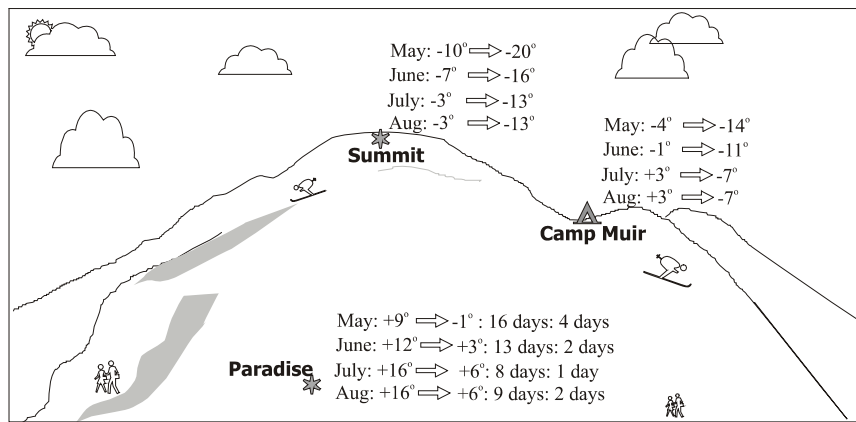 May: -10° ⇨ -20°
June: -7° ⇨ -16°
July: -3° ⇨ -13°
Aug: -3° ⇨ -13°
Summit
May: -4° ⇨ -14°
June: -1° ⇨ -11°
July: +3° ⇨ -7°
Aug: +3° ⇨ -7°
Camp Muir
May: +9° ⇨ -1° : 16 days: 4 days
June: +12° ⇨ +3°: 13 days: 2 days
July: +16° ⇨ +6°: 8 days: 1 day
Aug: +16° ⇨ +6°: 9 days: 2 days
Paradise